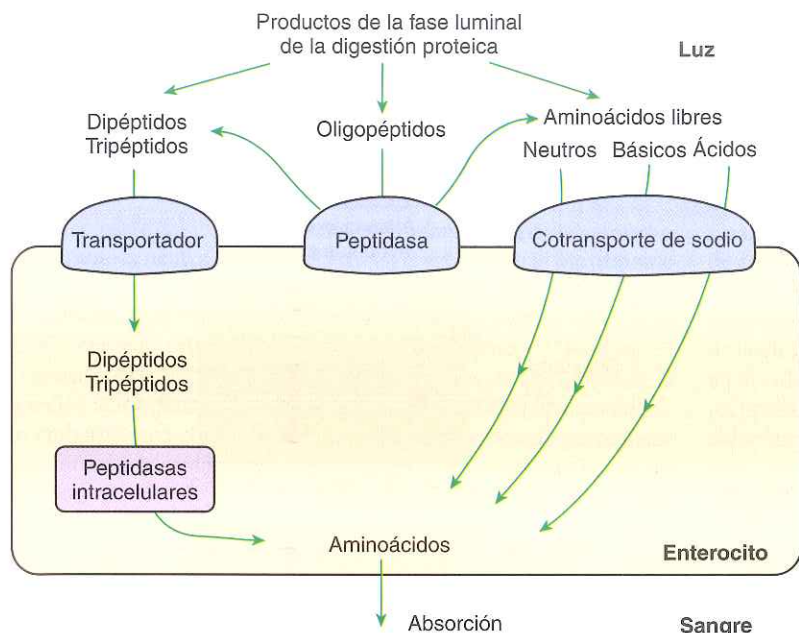 Productos de la fase luminal
de la digestión proteica
Luz
Dipéptidos
Tripéptidos
Oligopéptidos
Aminoácidos libres
Neutros Básicos Ácidos
Transportador
Peptidasa
Cotransporte de sodio
Dipéptidos
Tripéptidos
Peptidasas
intracelulares
Aminoácidos
Enterocito
Absorción
Sangre